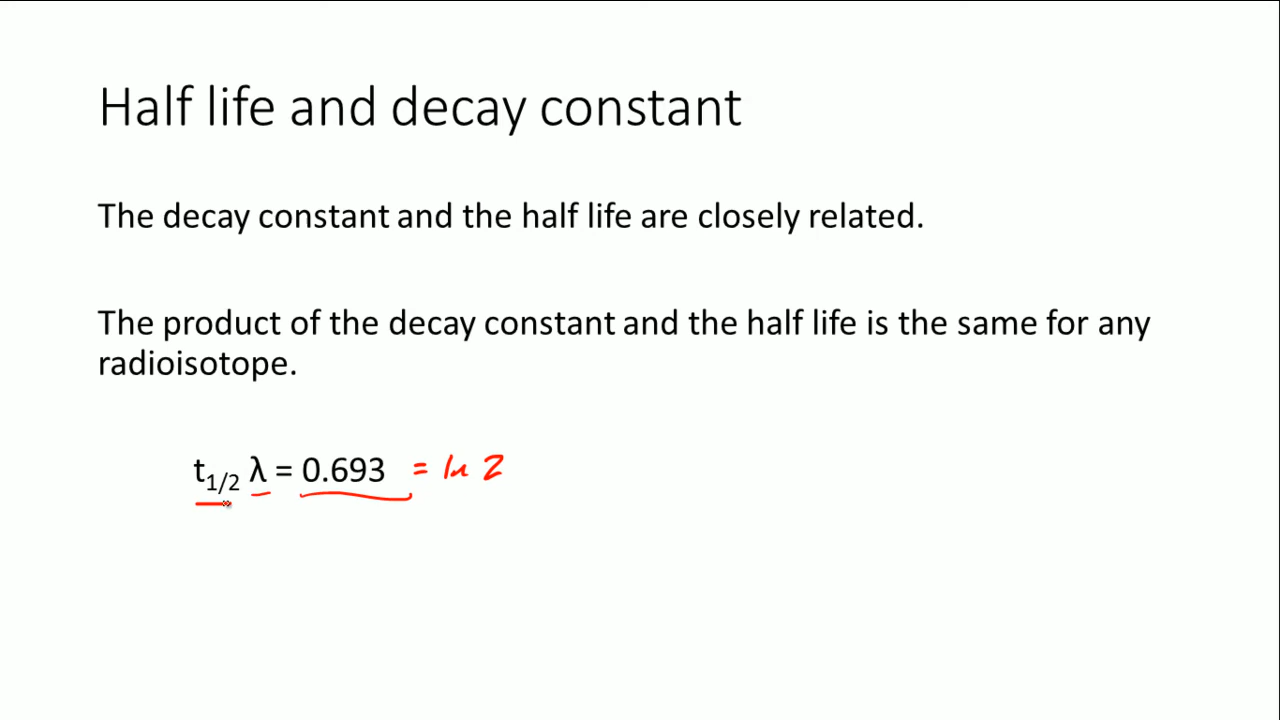 Half life and decay constant
The decay constant and the half life are closely related.
The product of the decay constant and the half life is the same for any
radioisotope.
t1/2 λ = 0.693 = ln 2